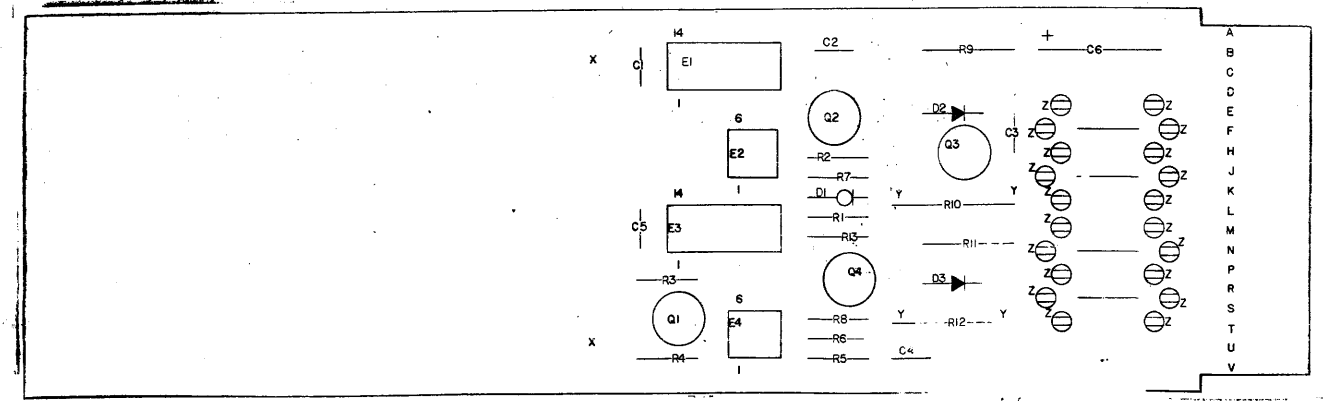 A
B
C
D
E
F
H
J
K
L
M
N
P
R
S
T
U
V
14
C2
+
R9
C6
X
C1
E1
1
6
Q2
D2
C3
Z
Z
Z
Z
E2
Q3
R2
Z
Z
R7
Z
Z
1
14
D1
Y
Y
Z
Z
R10
C5
E3
R1
Z
Z
R13
R11
Z
Z
1
R3
Q4
D3
Z
Z
6
Z
Z
Q1
E4
R8
Y
R12
Y
Z
Z
X
R6
R4
R5
C4
1